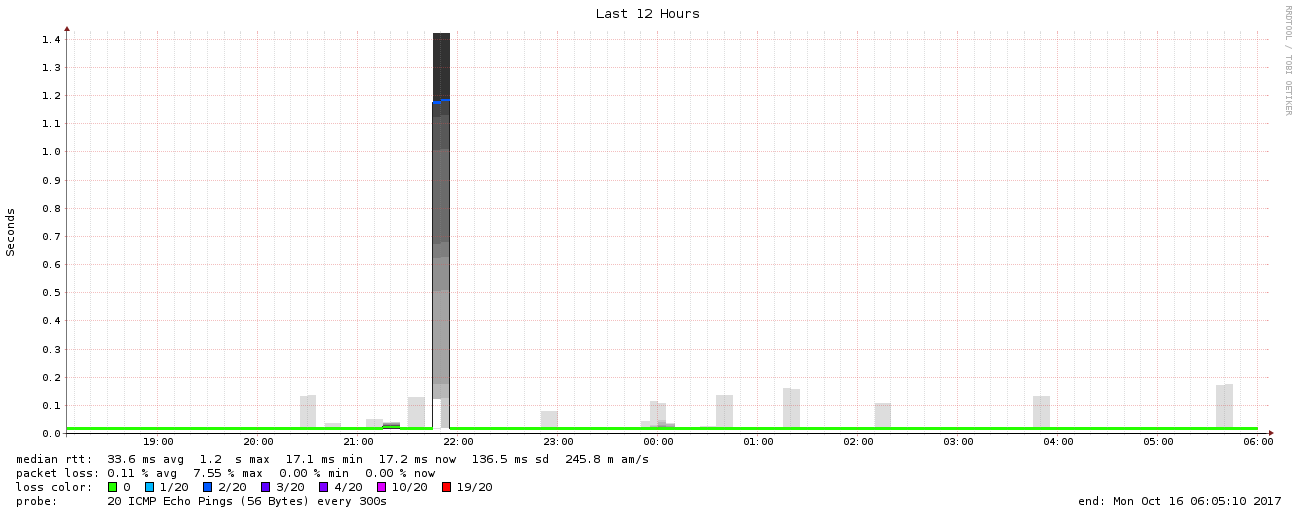 Last 12 Hours
RRDTOOL / TOBI OETIKER
Seconds
1.4
1.3
1.2
1.1
1.0
0.9
0.8
0.7
0.6
0.5
0.4
0.3
0.2
0.1
0.0
19:00 20:00 21:00 22:00 23:00 00:00 01:00 02:00 03:00 04:00 05:00 06:00
median rtt: 33.6 ms avg 1.2 s max 17.1 ms min 17.2 ms now 136.5 ms sd 245.8 m am/s
packet loss: 0.11 % avg 7.55 % max 0.00 % min 0.00 % now
loss color: 0 1/20 2/20 3/20 4/20 10/20 19/20
probe: 20 ICMP Echo Pings (56 Bytes) every 300s end: Mon Oct 16 06:05:10 2017